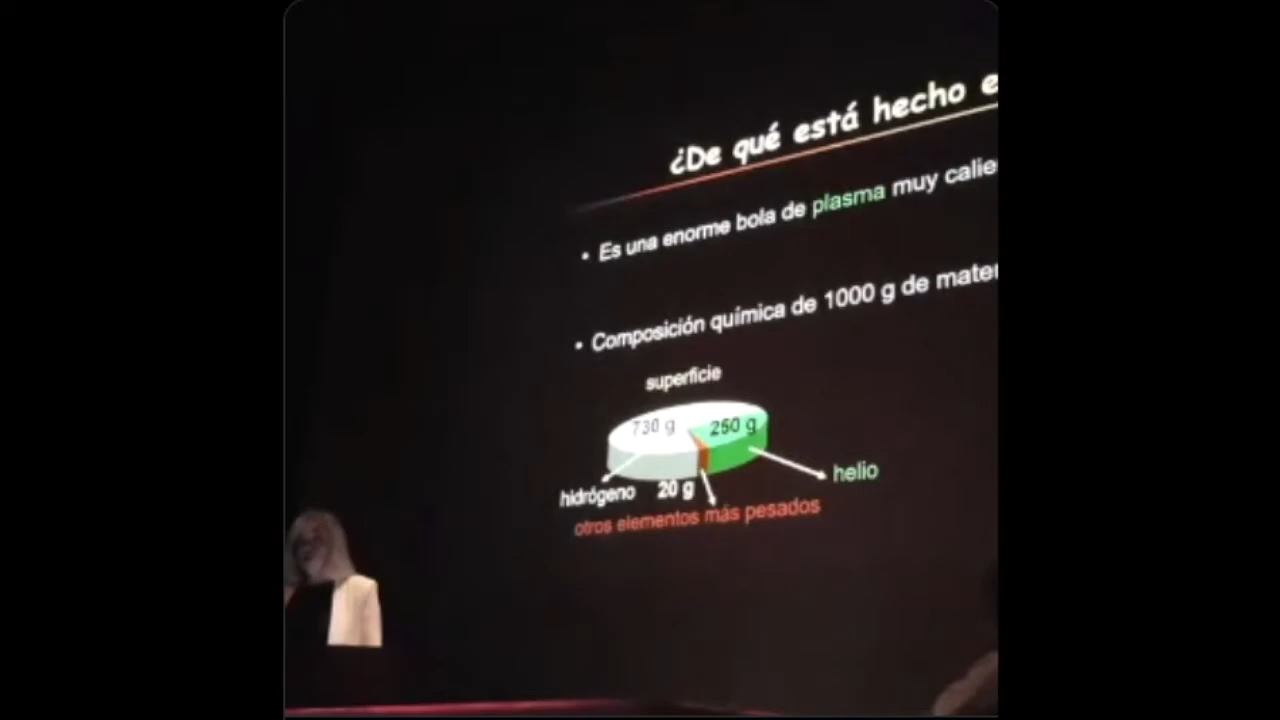 ¿De qué está hecho e
• Es una enorme bola de plasma muy calie
• Composición química de 1000 g de mater
superficie
730 g 250 g
helio
hidrógeno 20 g
otros elementos más pesados